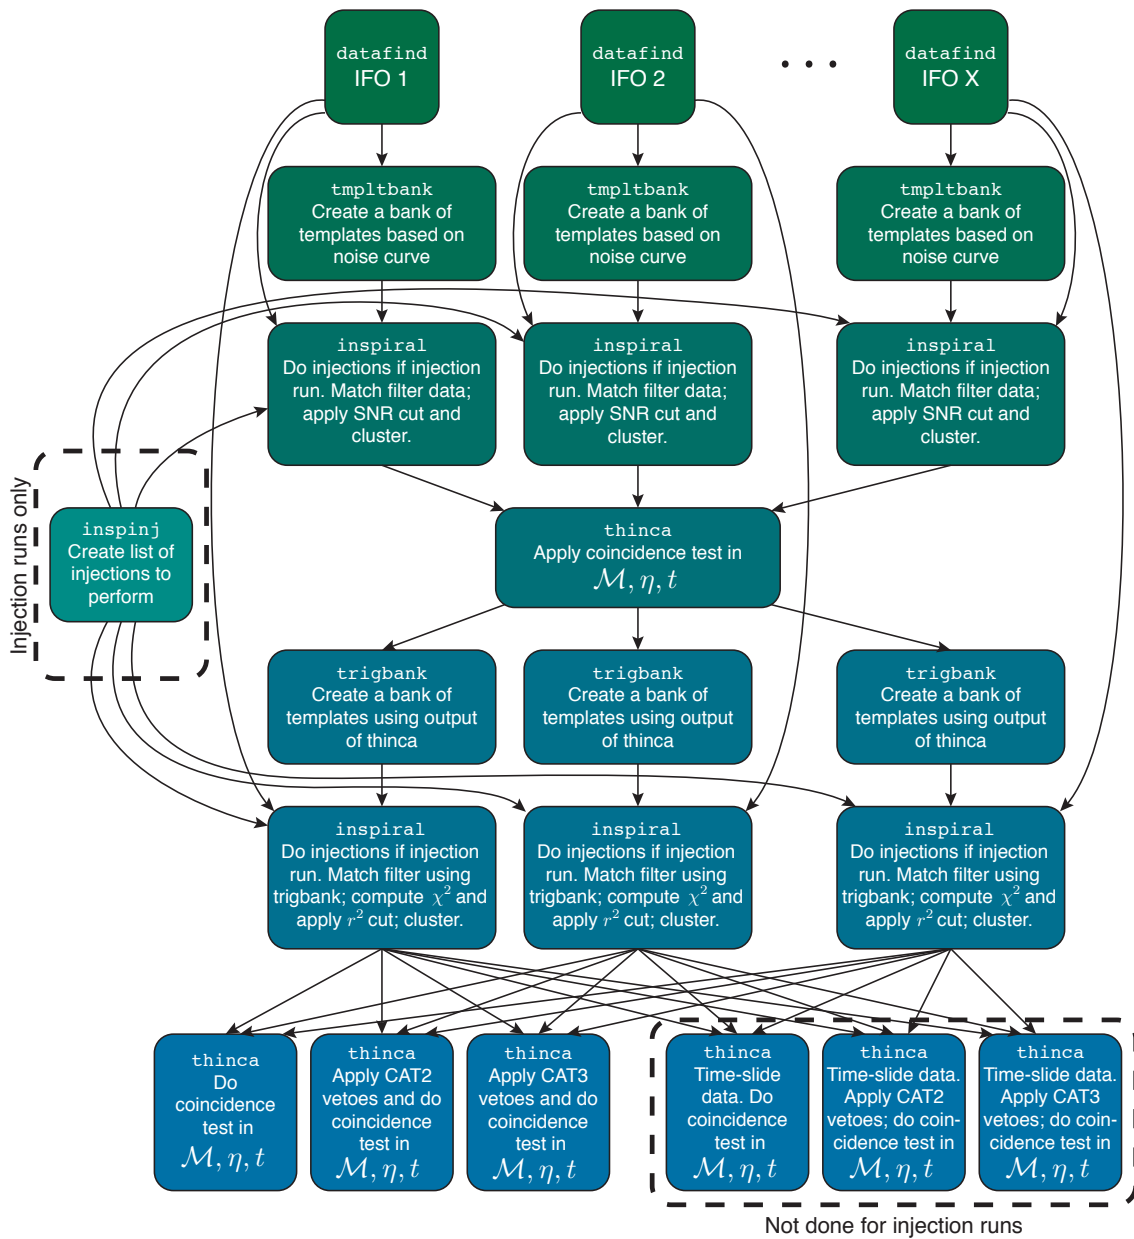 datafind
IFO 1
datafind
IFO 2
. . .
datafind
IFO X
tmpltbank
Create a bank of
templates based on
noise curve
tmpltbank
Create a bank of
templates based on
noise curve
tmpltbank
Create a bank of
templates based on
noise curve
inspiral
Do injections if injection
run. Match filter data;
apply SNR cut and
cluster.
inspiral
Do injections if injection
run. Match filter data;
apply SNR cut and
cluster.
inspiral
Do injections if injection
run. Match filter data;
apply SNR cut and
cluster.
Injection runs only
inspinj
Create list of
injections to
perform
thinca
Apply coincidence test in
ℳ, η, t
trigbank
Create a bank of
templates using output
of thinca
trigbank
Create a bank of
templates using output
of thinca
trigbank
Create a bank of
templates using output
of thinca
inspiral
Do injections if injection
run. Match filter using
trigbank; compute χ² and
apply r² cut; cluster.
inspiral
Do injections if injection
run. Match filter using
trigbank; compute χ² and
apply r² cut; cluster.
inspiral
Do injections if injection
run. Match filter using
trigbank; compute χ² and
apply r² cut; cluster.
thinca
Do
coincidence
test in
ℳ, η, t
thinca
Apply CAT2
vetoes and do
coincidence
test in
ℳ, η, t
thinca
Apply CAT3
vetoes and do
coincidence
test in
ℳ, η, t
thinca
Time-slide
data. Do
coincidence
test in
ℳ, η, t
thinca
Time-slide data.
Apply CAT2
vetoes; do coin-
cidence test in
ℳ, η, t
thinca
Time-slide data.
Apply CAT3
vetoes; do coin-
cidence test in
ℳ, η, t
Not done for injection runs